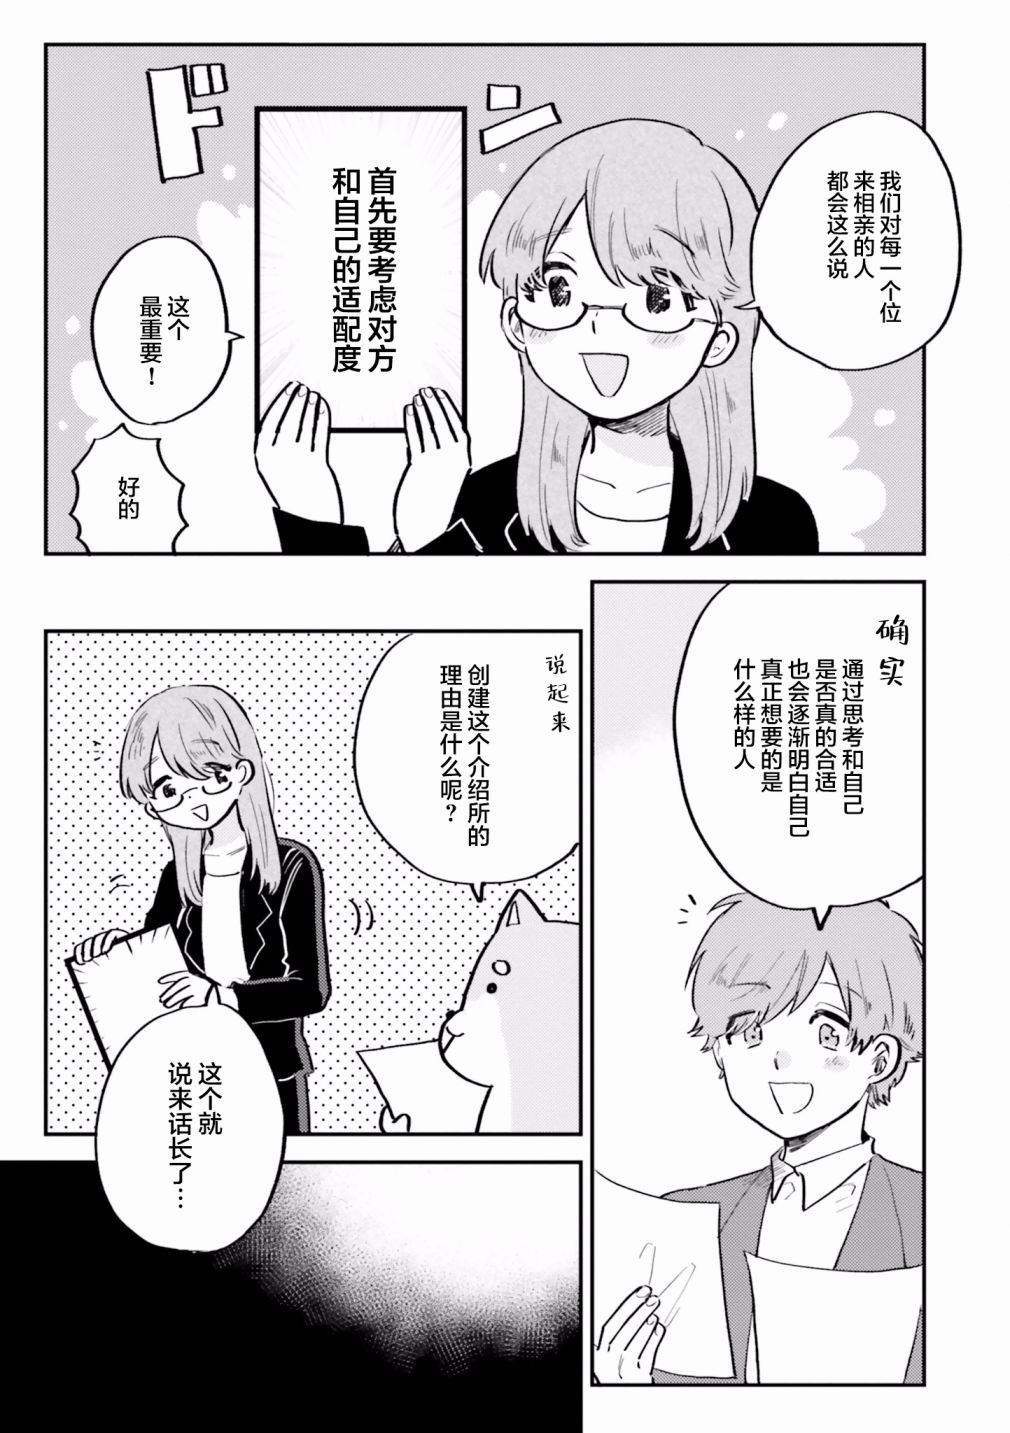 我们对每一个位
来相亲的人
都会这么说
ドン
首先要考虑对方
和自己的适配度
这个
最重要！
好的
确实
通过思考和自己
是否真的合适
也会逐渐明白自己
真正想要的是
什么样的人
说起来
创建这个介绍所的
理由是什么呢？
这个就
说来话长了…